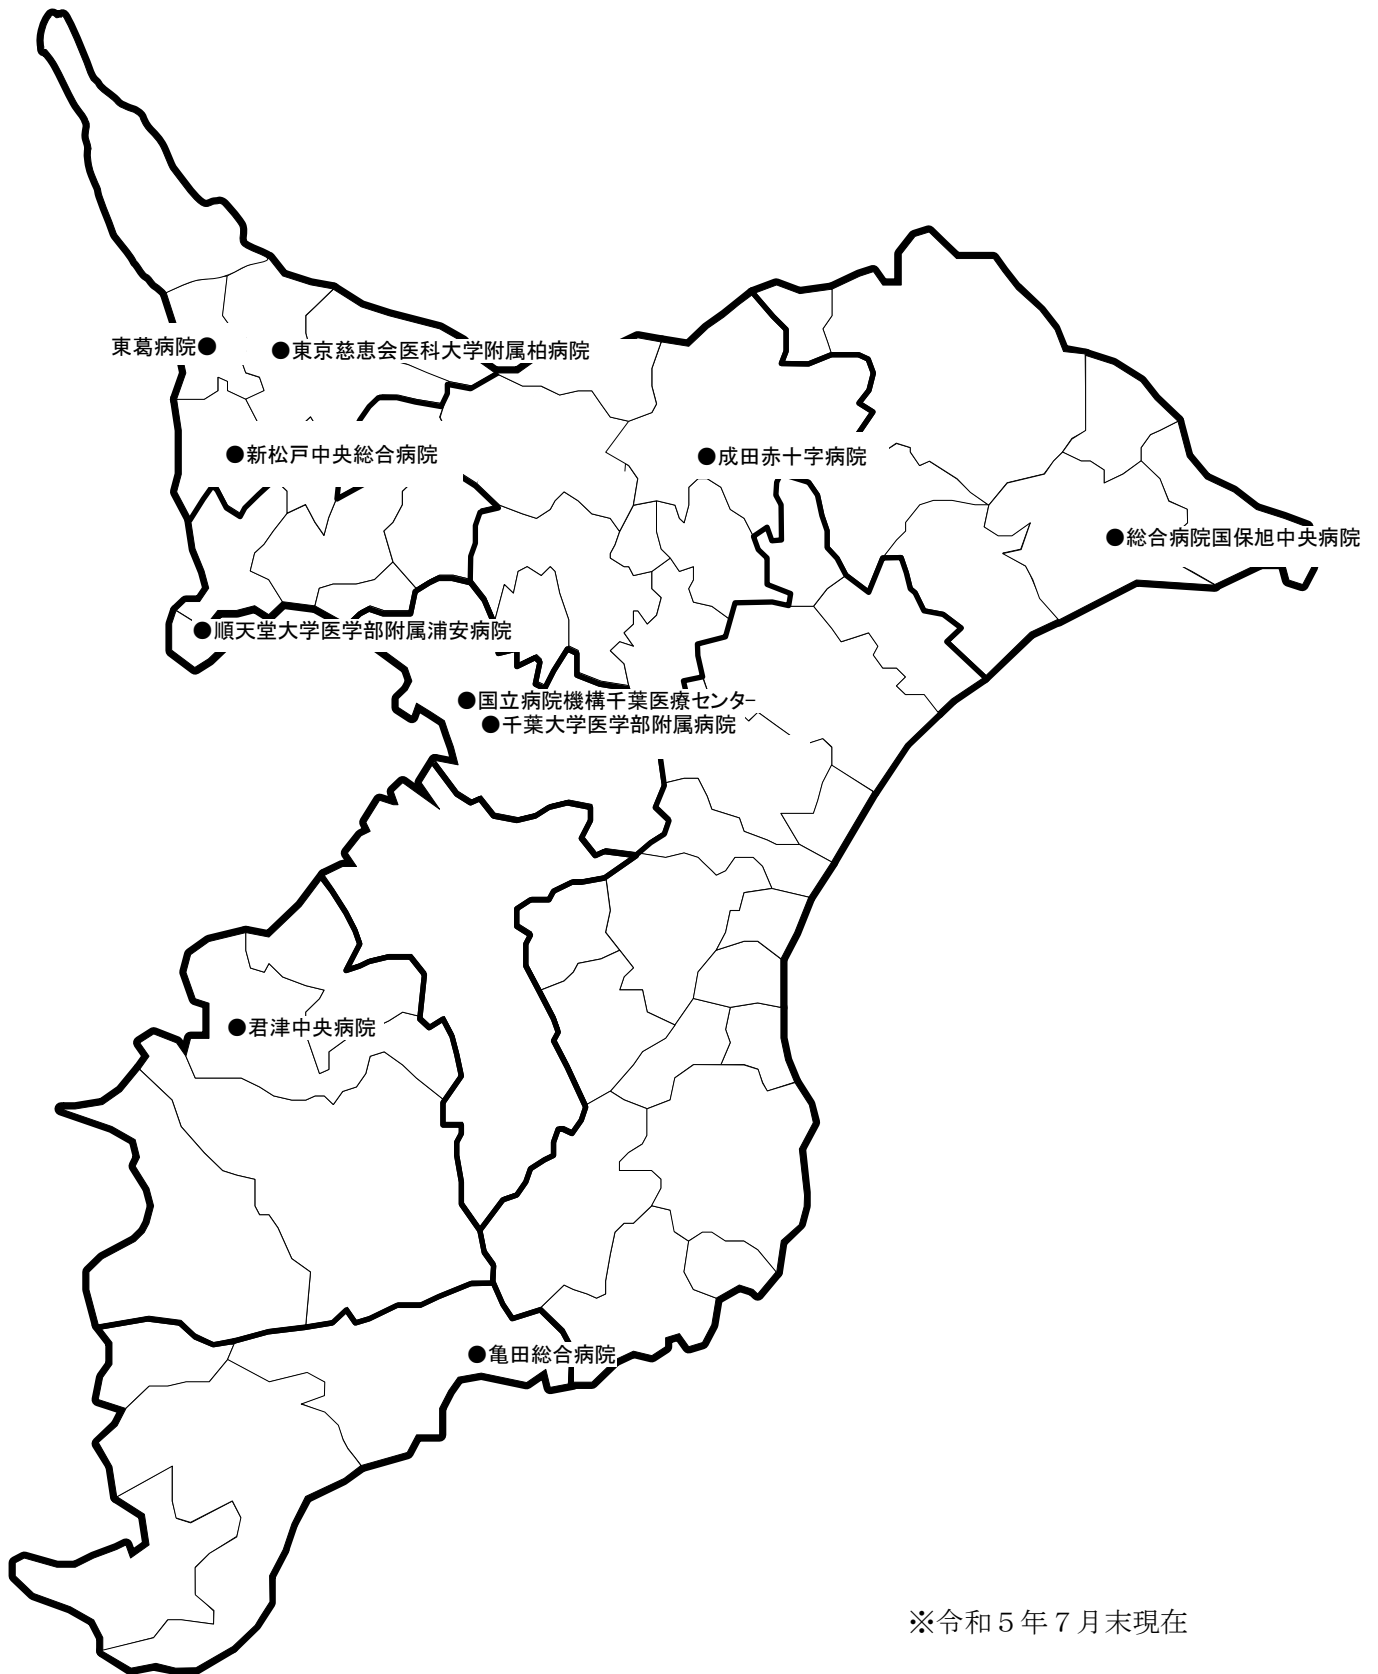 東葛病院●
●東京慈恵会医科大学附属柏病院
●新松戸中央総合病院
●成田赤十字病院
●総合病院国保旭中央病院
●順天堂大学医学部附属浦安病院
●国立病院機構千葉医療センター
●千葉大学医学部附属病院
●君津中央病院
●亀田総合病院
※令和５年７月末現在